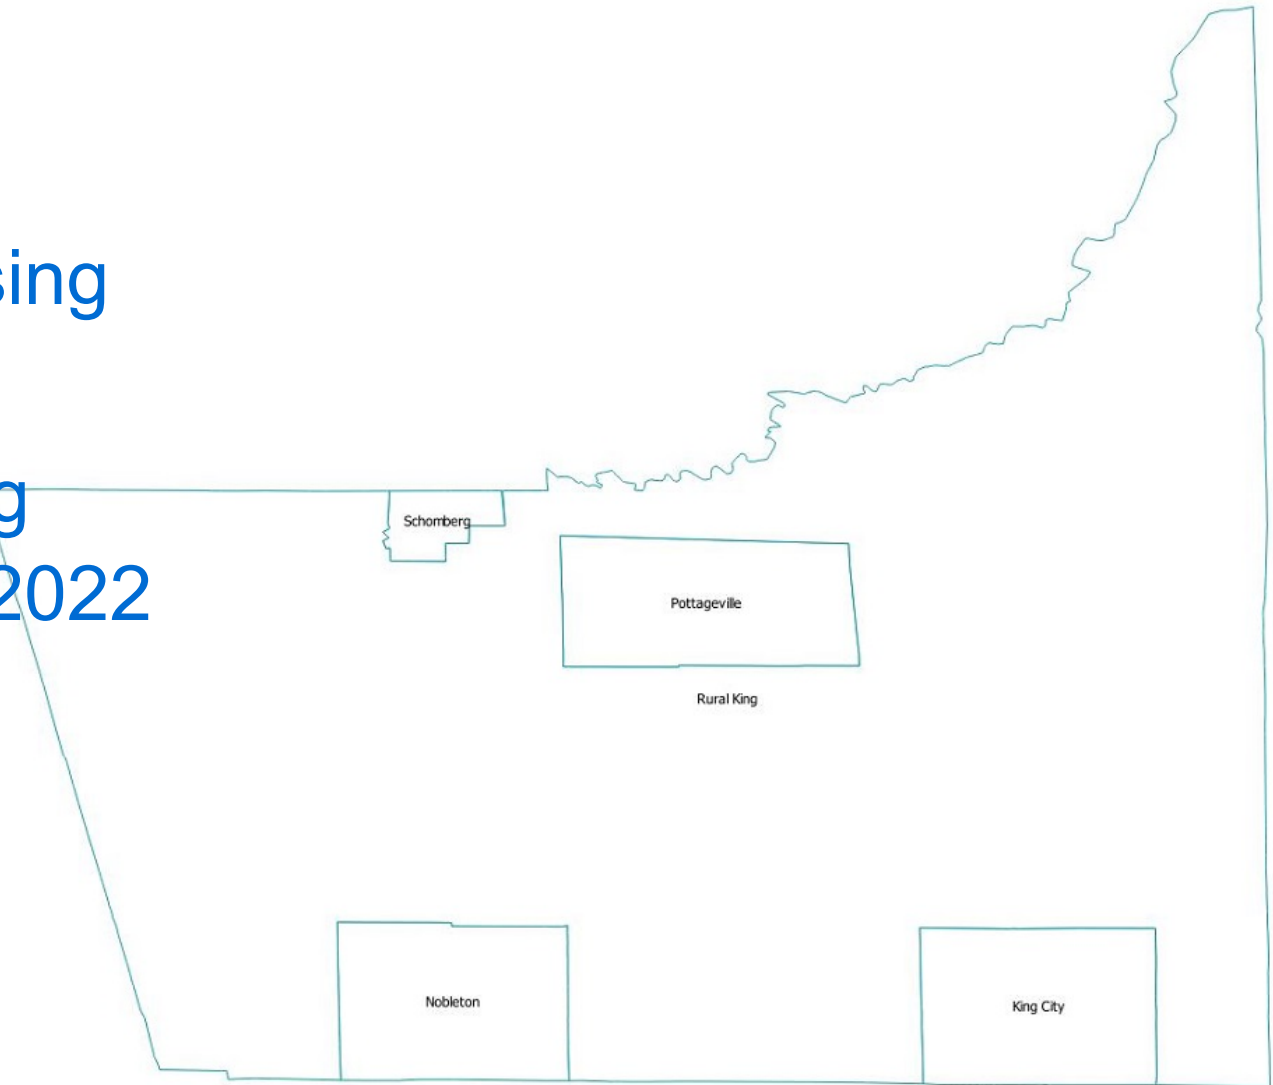 sing
g
2022
Schomberg
Pottageville
Rural King
Nobleton
King City